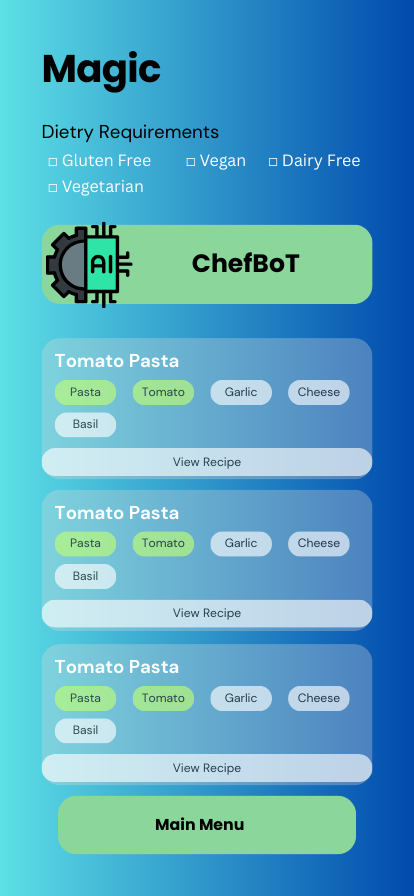 Magic
Dietry Requirements
Gluten Free Vegan Dairy Free
Vegetarian
AI ChefBoT
Tomato Pasta
Pasta Tomato Garlic Cheese
Basil
View Recipe
Tomato Pasta
Pasta Tomato Garlic Cheese
Basil
View Recipe
Tomato Pasta
Pasta Tomato Garlic Cheese
Basil
View Recipe
Main Menu